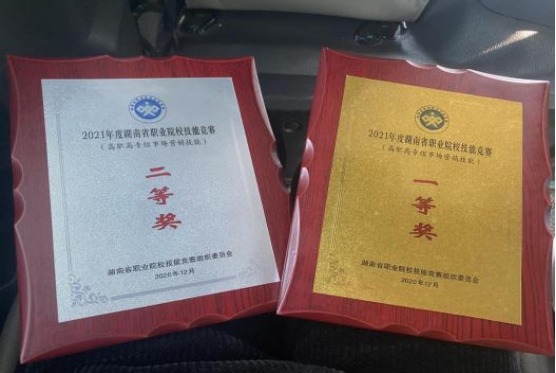 2021年度湖南省职业院校技能竞赛
（高职高专组市场营销技能）
二等奖
湖南省职业院校技能竞赛组织委员会
2020年12月
2021年度湖南省职业院校技能竞赛
（高职高专组市场营销技能）
一等奖
湖南省职业院校技能竞赛组织委员会
2020年12月